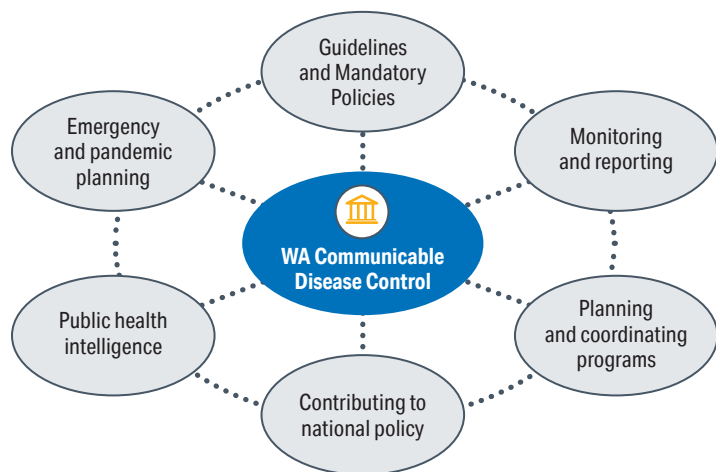 Guidelines
and Mandatory
Policies
Emergency
and pandemic
planning
Monitoring
and reporting
WA Communicable
Disease Control
Public health
intelligence
Planning
and coordinating
programs
Contributing to
national policy